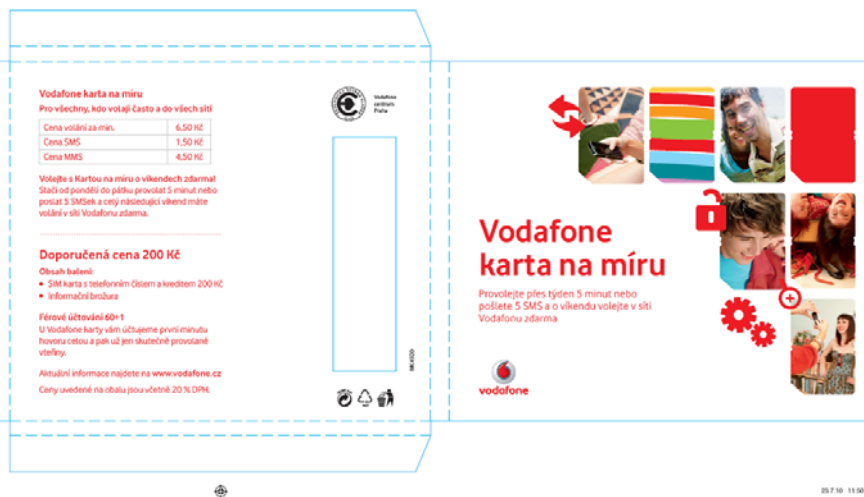 Vodafone karta na míru
Pro všechny, kdo volají často a do všech sítí
Cena volání za min. 6,50 Kč
Cena SMS 1,50 Kč
Cena MMS 4,50 Kč
Volejte s Kartou na míru o víkendech zdarma!
Stačí od pondělí do pátku provolat 5 minut nebo
poslat 5 SMSek a celý následující víkend máte
volání v síti Vodafonu zdarma.
Doporučená cena 200 Kč
Obsah balení:
• SIM karta s telefonním číslem a kreditem 200 Kč
• Informační brožura
Férové účtování 60+1
U Vodafone karty vám účtujeme první minutu
hovoru celou a pak už jen skutečně provolané
vteřiny.
Aktuální informace najdete na www.vodafone.cz
Ceny uvedené na obalu jsou včetně 20 % DPH.
Vodafone
centrum
Praha
Vodafone
karta na míru
Provolejte přes týden 5 minut nebo
pošlete 5 SMS a o víkendu volejte v síti
Vodafonu zdarma
vodafone